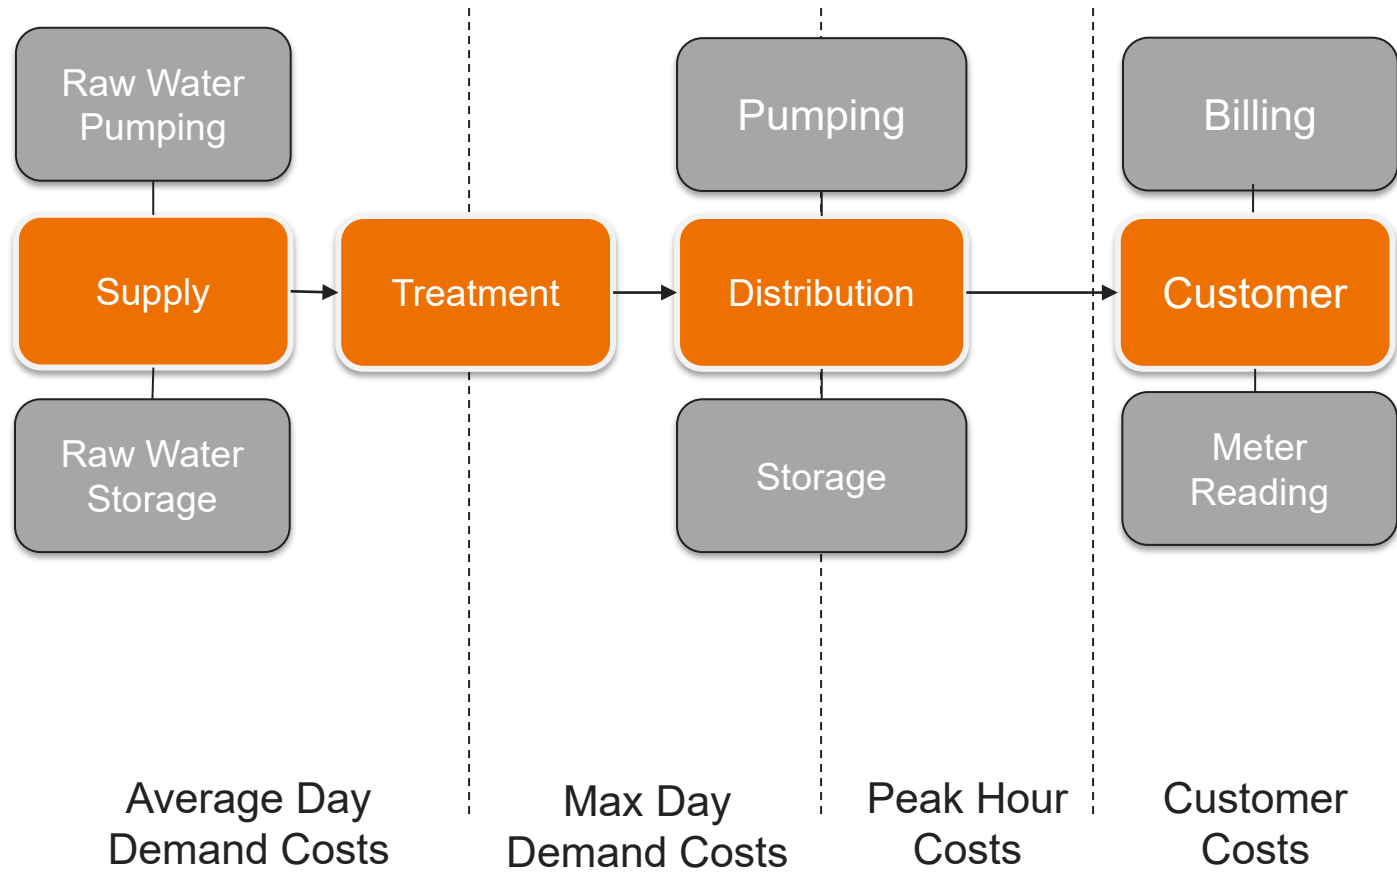 Raw Water
Pumping
Pumping
Billing
Supply
Treatment
Distribution
Customer
Raw Water
Storage
Storage
Meter
Reading
Average Day
Demand Costs
Max Day
Demand Costs
Peak Hour
Costs
Customer
Costs